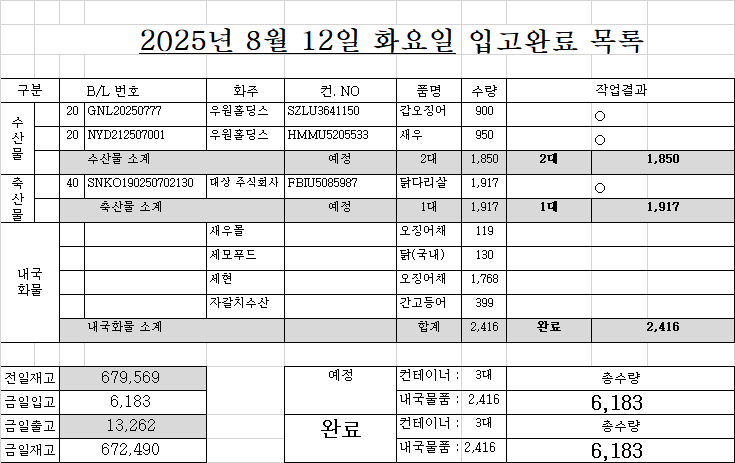 2025년 8월 12일 화요일 입고완료 목록
구분 B/L 번호 화주 컨. NO 품명 수량 작업결과
수산물
20 GNL20250777 우원홀딩스 SZLU3641150 갑오징어 900 ○
20 NYD212507001 우원홀딩스 HMMU5205533 새우 950 ○
수산물 소계 예정 2대 1,850 2대 1,850
축산물
40 SNKO190250702130 대상 주식회사 FBIU5085987 닭다리살 1,917 ○
축산물 소계 예정 1대 1,917 1대 1,917
내국화물
새우몰 오징어채 119
세모푸드 닭(국내) 130
세현 오징어채 1,768
자갈치수산 간고등어 399
내국화물 소계 합계 2,416 완료 2,416
전일재고 679,569 예정 컨테이너 : 3대 총수량
금일입고 6,183 내국물품 : 2,416 6,183
금일출고 13,262 완료 컨테이너 : 3대 총수량
금일재고 672,490 내국물품 : 2,416 6,183